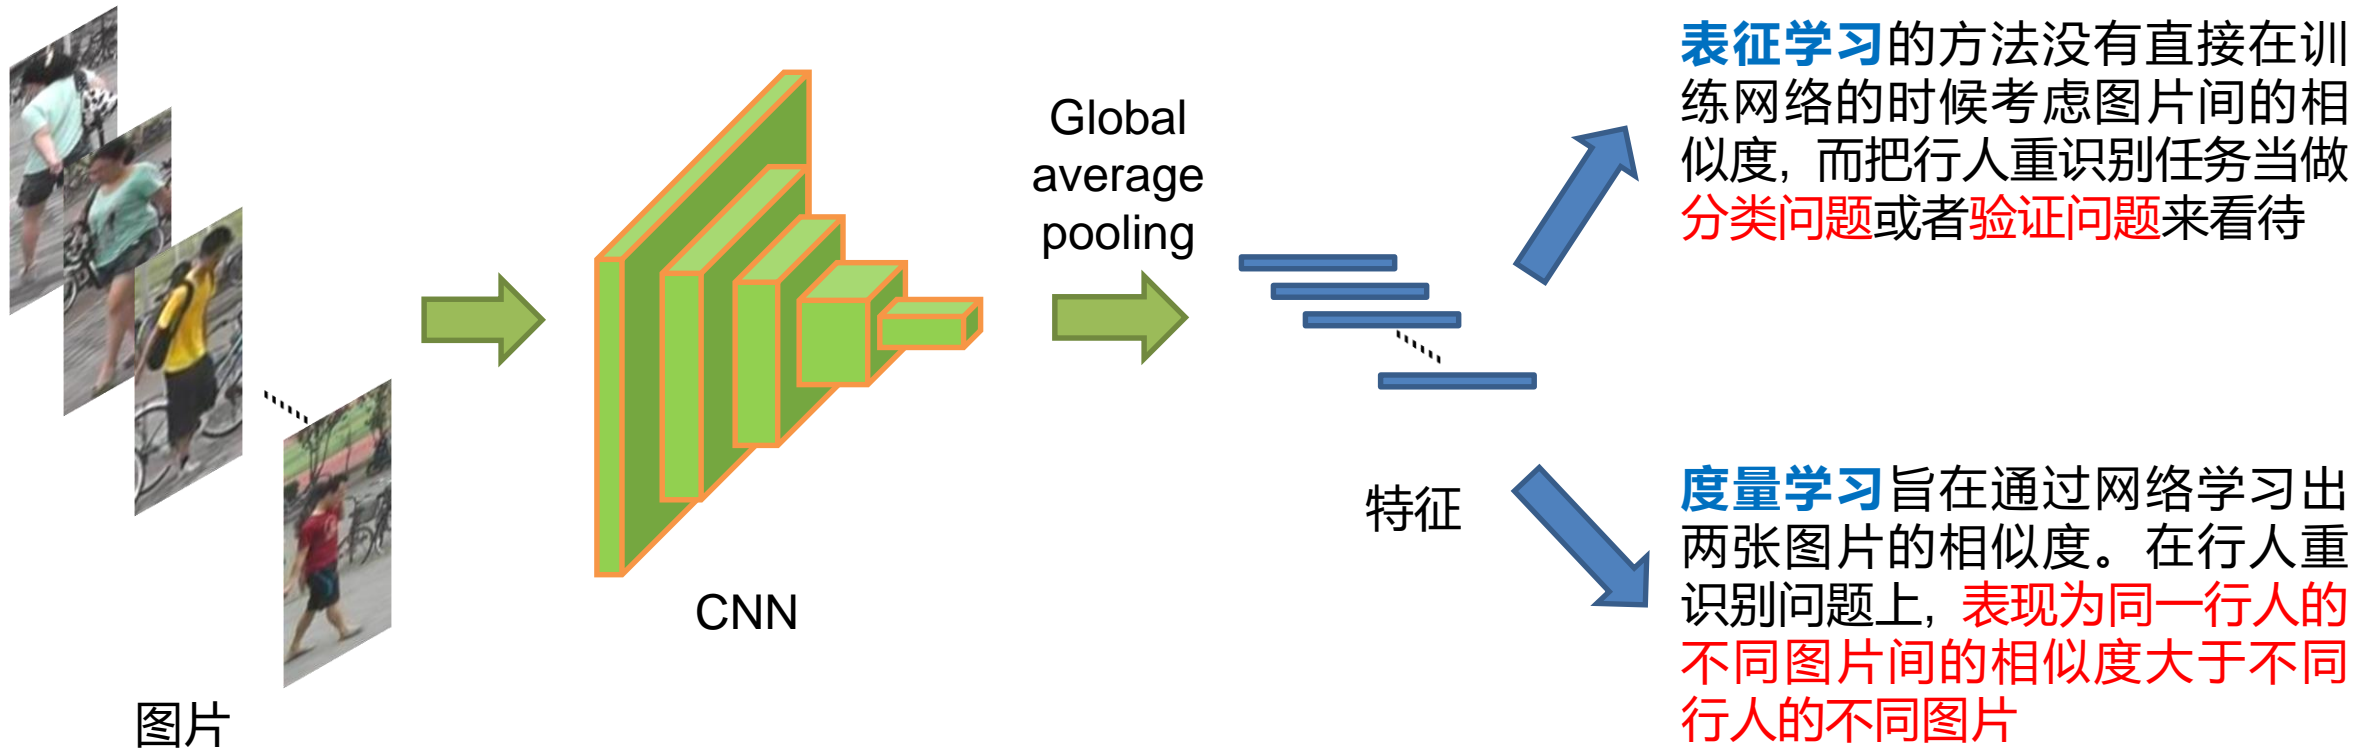 表征学习的方法没有直接在训
练网络的时候考虑图片间的相
似度, 而把行人重识别任务当做
分类问题或者验证问题来看待
Global
average
pooling
特征
CNN
图片
度量学习旨在通过网络学习出
两张图片的相似度。在行人重
识别问题上, 表现为同一行人的
不同图片间的相似度大于不同
行人的不同图片